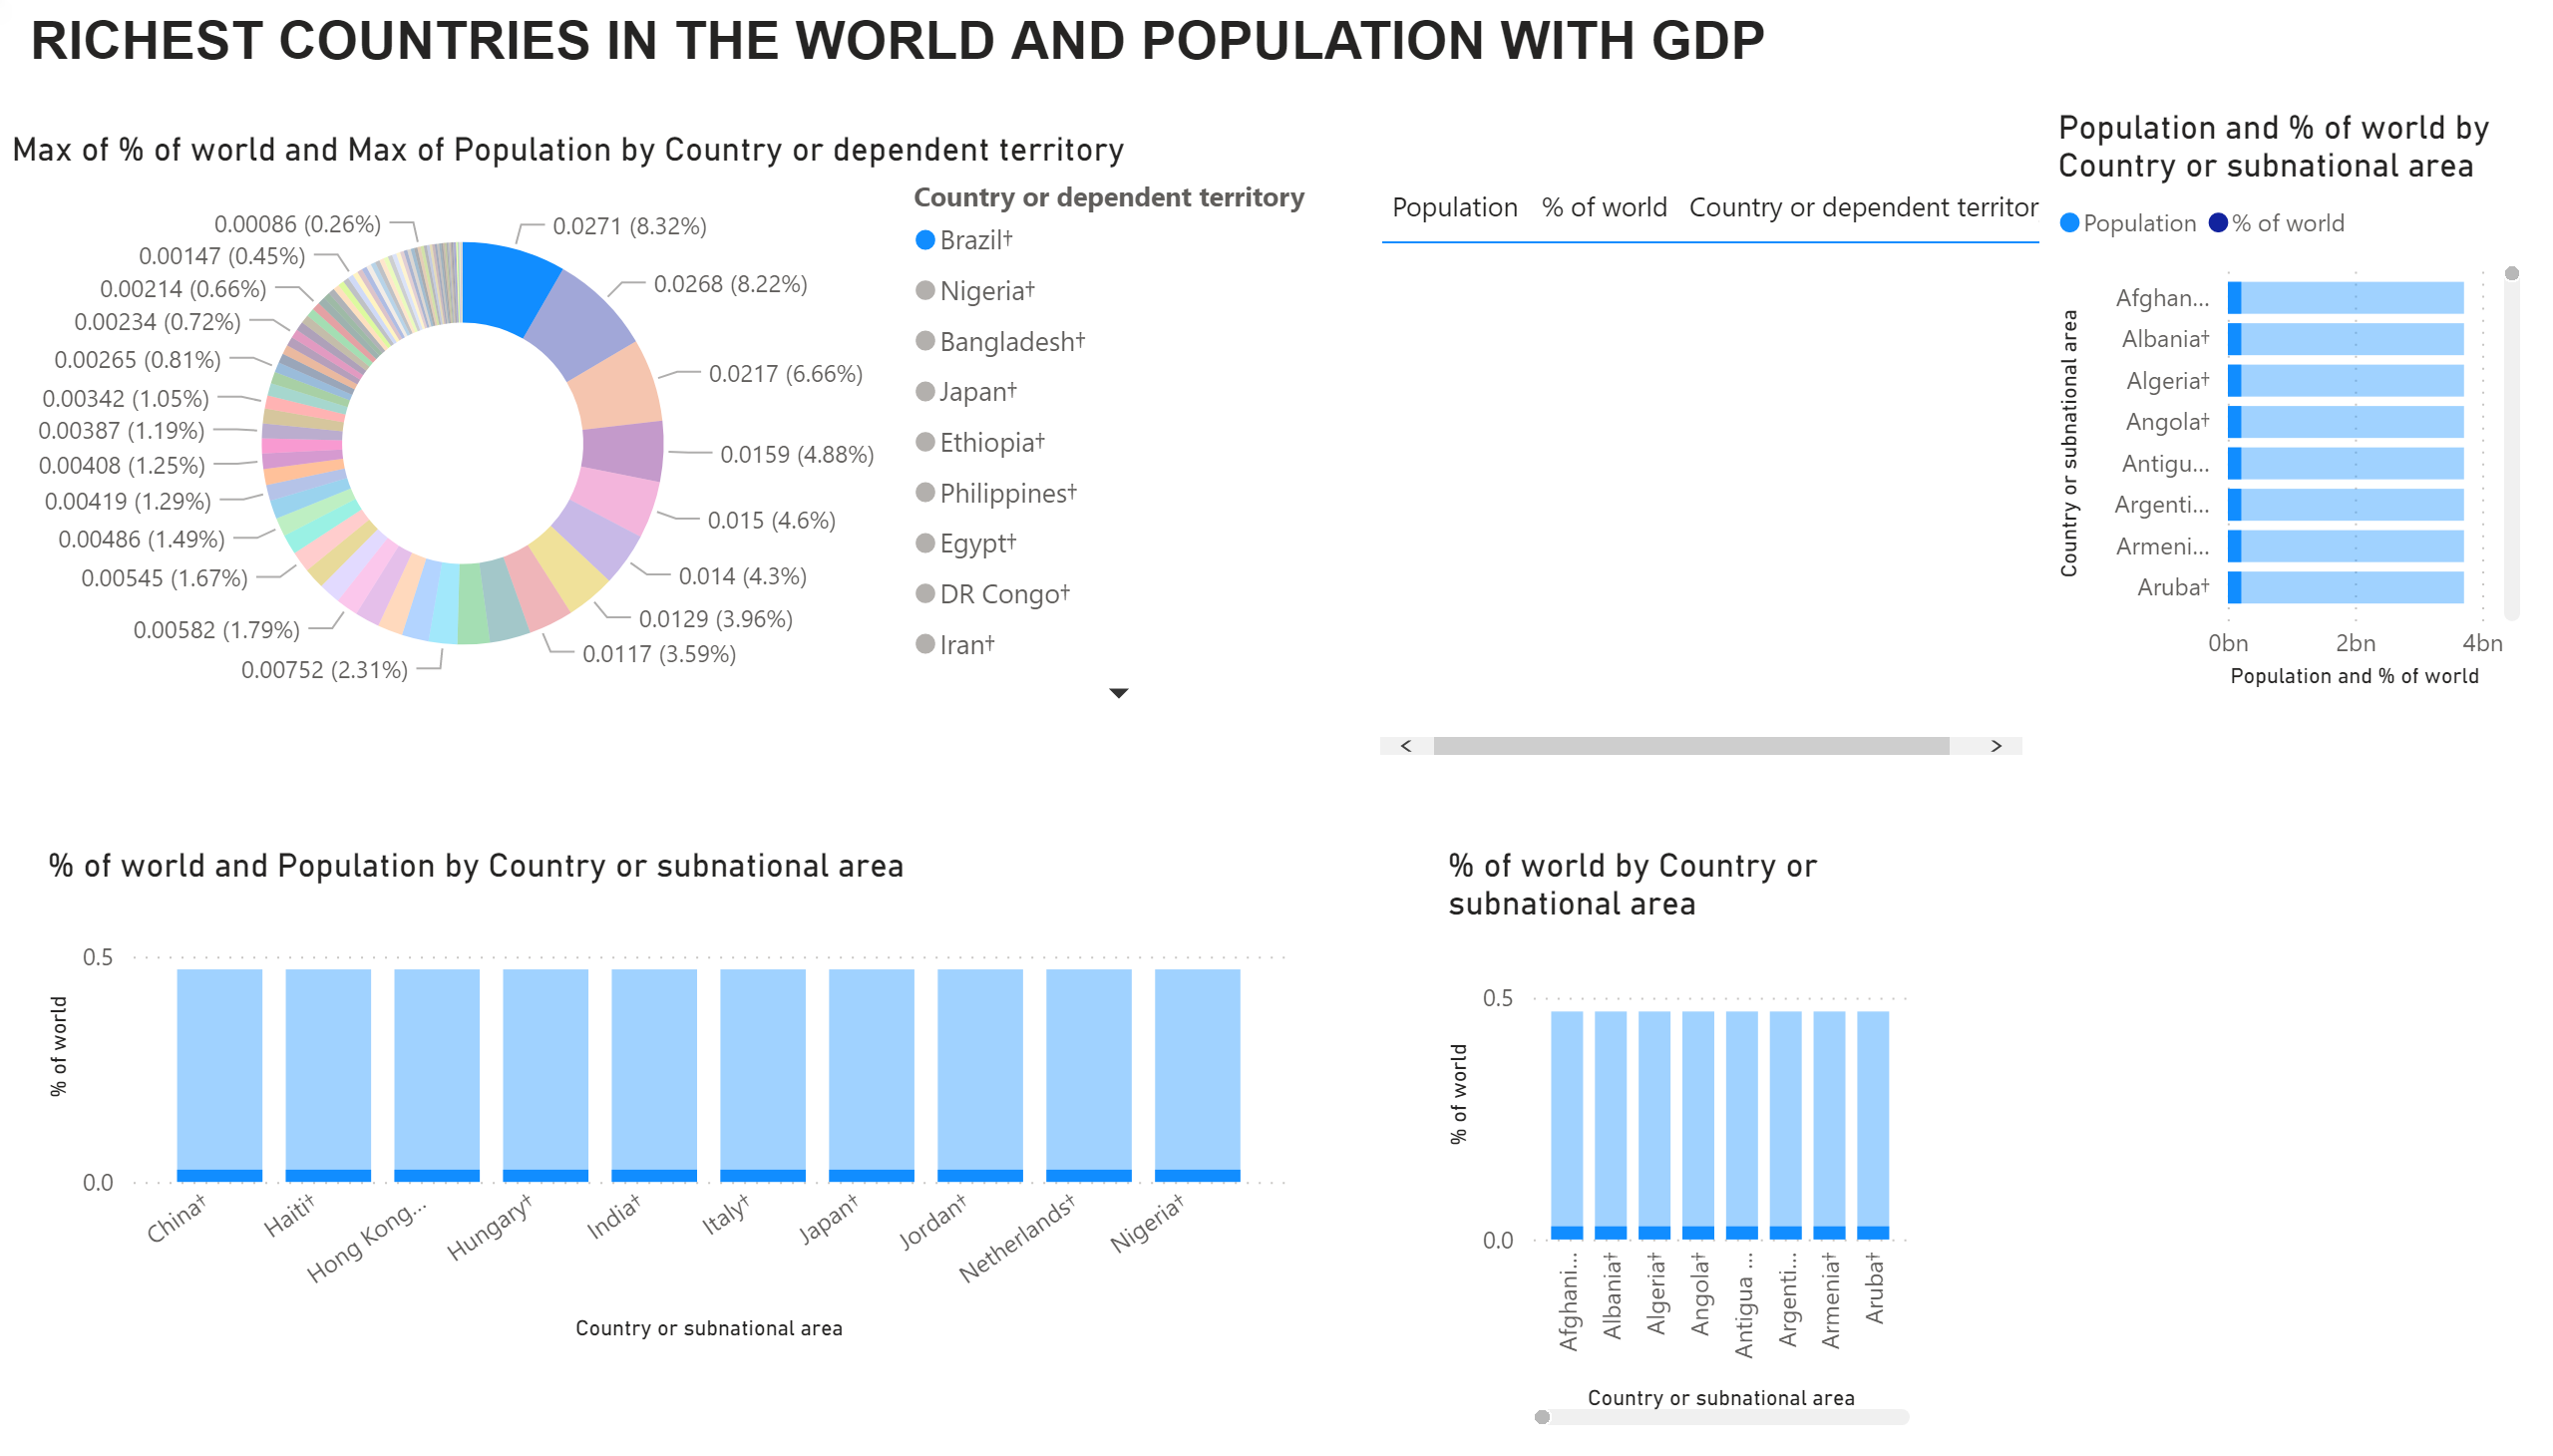 RICHEST COUNTRIES IN THE WORLD AND POPULATION WITH GDP
Max of % of world and Max of Population by Country or dependent territory
0.00086 (0.26%)
0.00147 (0.45%)
0.00214 (0.66%)
0.00234 (0.72%)
0.00265 (0.81%)
0.00342 (1.05%)
0.00387 (1.19%)
0.00408 (1.25%)
0.00419 (1.29%)
0.00486 (1.49%)
0.00545 (1.67%)
0.00582 (1.79%)
0.00752 (2.31%)
0.0271 (8.32%)
0.0268 (8.22%)
0.0217 (6.66%)
0.0159 (4.88%)
0.015 (4.6%)
0.014 (4.3%)
0.0129 (3.96%)
0.0117 (3.59%)
Country or dependent territory
Brazil†
Nigeria†
Bangladesh†
Japan†
Ethiopia†
Philippines†
Egypt†
DR Congo†
Iran†
Population % of world Country or dependent territor
Population and % of world by
Country or subnational area
Population % of world
Country or subnational area
Afghan...
Albania†
Algeria†
Angola†
Antigu...
Argenti...
Armeni...
Aruba†
0bn 2bn 4bn
Population and % of world
% of world and Population by Country or subnational area
% of world
0.5
0.0
China†
Haiti†
Hong Kong...
Hungary†
India†
Italy†
Japan†
Jordan†
Netherlands†
Nigeria†
Country or subnational area
% of world by Country or
subnational area
% of world
0.5
0.0
Afghani...
Albania†
Algeria†
Angola†
Antigua ...
Argenti...
Armenia†
Aruba†
Country or subnational area